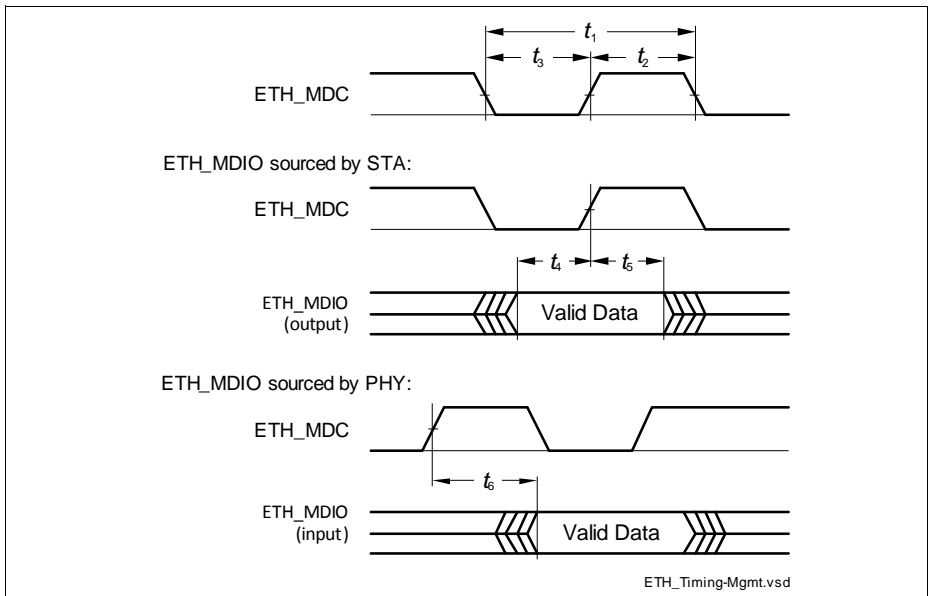 t₁
t₃ t₂
ETH_MDC
ETH_MDIO sourced by STA:
ETH_MDC
t₄ t₅
ETH_MDIO
(output)
Valid Data
ETH_MDIO sourced by PHY:
ETH_MDC
t₆
ETH_MDIO
(input)
Valid Data
ETH_Timing-Mgmt.vsd